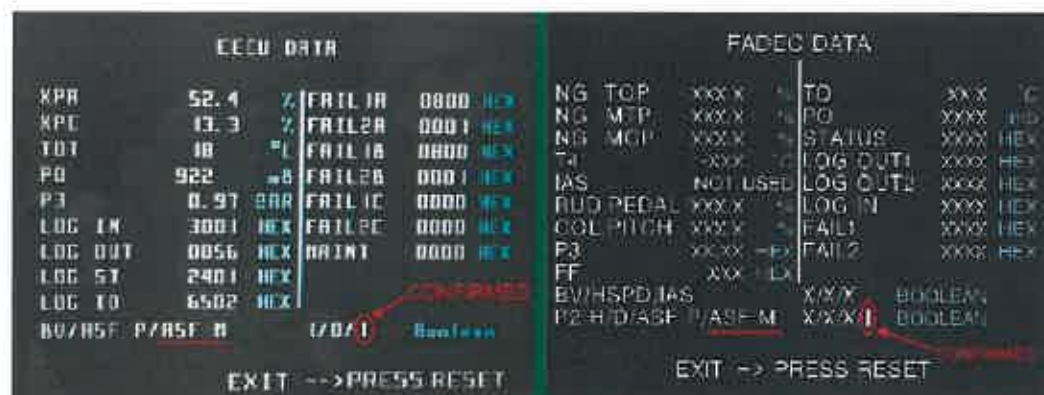 EECU DATA
XPA 52.4 % FAIL1A 0800 HEX
XPC 13.3 % FAIL2A 0001 HEX
TOT 18 °C FAIL1B 0800 HEX
P0 922 mB FAIL2B 0001 HEX
P3 0.97 BAR FAIL1C 0000 HEX
LOG IN 3001 HEX FAIL2C 0000 HEX
LOG OUT 0056 HEX MAINT 0000 HEX
LOG ST 2401 HEX
LOG IO 6502 HEX
CONFIRMED
BV/ASF P/ASF M 1/0/1 Boolean
EXIT -->PRESS RESET
FADEC DATA
NG TOP XXX.X % TO XX.X °C
NG MTP XXX.X % PO XXXX
NG MCP XXX.X % STATUS XXXX HEX
T4 XXX °C LOG OUT1 XXXX HEX
IAS NOT USED LOG OUT2 XXXX HEX
RUD PEDAL XXX.X % LOG IN XXXX HEX
COL PITCH XXX.X % FAIL1 XXXX HEX
P3 XXXX HEX FAIL2 XXXX HEX
FF XXX HEX
BV/HSPD/IAS X/X/X BOOLEAN
P2-H/D/ASF P/ASF-M X/X/X/1 BOOLEAN
CONFIRMED
EXIT -> PRESS RESET